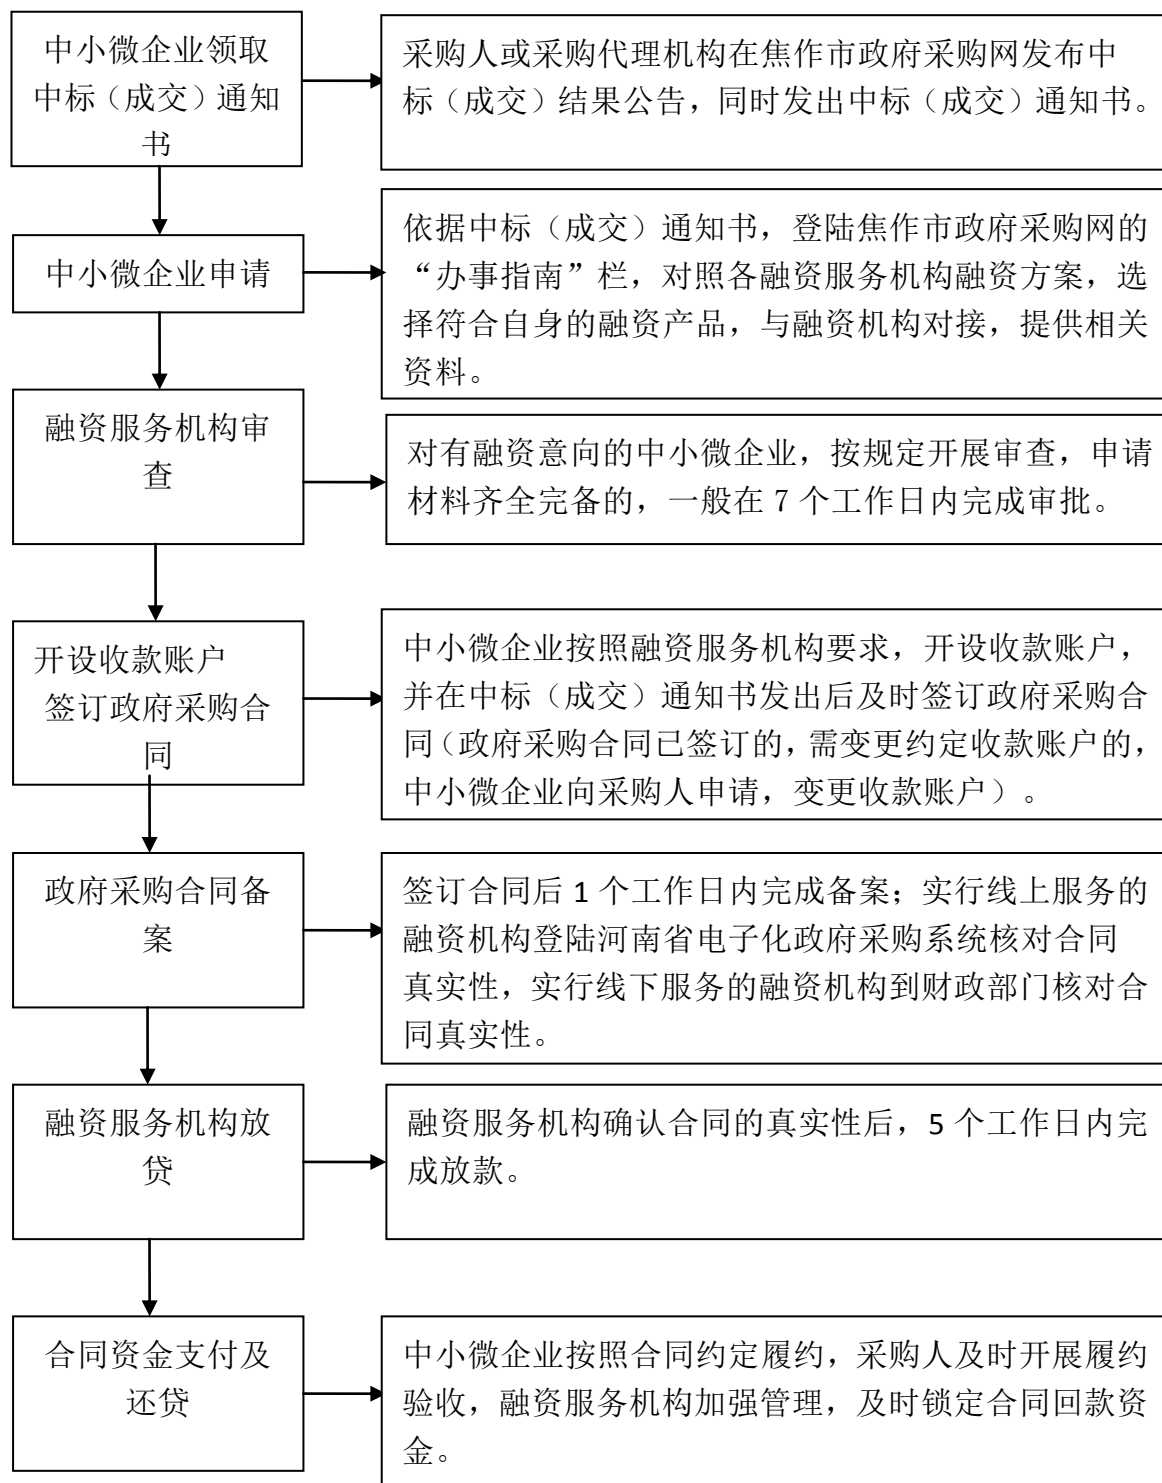 中小微企业领取
中标（成交）通知
书
采购人或采购代理机构在焦作市政府采购网发布中
标（成交）结果公告，同时发出中标（成交）通知书。
中小微企业申请
依据中标（成交）通知书，登陆焦作市政府采购网的
“办事指南”栏，对照各融资服务机构融资方案，选
择符合自身的融资产品，与融资机构对接，提供相关
资料。
融资服务机构审
查
对有融资意向的中小微企业，按规定开展审查，申请
材料齐全完备的，一般在 7 个工作日内完成审批。
开设收款账户
签订政府采购合
同
中小微企业按照融资服务机构要求，开设收款账户，
并在中标（成交）通知书发出后及时签订政府采购合
同（政府采购合同已签订的，需变更约定收款账户的，
中小微企业向采购人申请，变更收款账户）。
政府采购合同备
案
签订合同后 1 个工作日内完成备案；实行线上服务的
融资机构登陆河南省电子化政府采购系统核对合同
真实性，实行线下服务的融资机构到财政部门核对合
同真实性。
融资服务机构放
贷
融资服务机构确认合同的真实性后，5 个工作日内完
成放款。
合同资金支付及
还贷
中小微企业按照合同约定履约，采购人及时开展履约
验收，融资服务机构加强管理，及时锁定合同回款资
金。